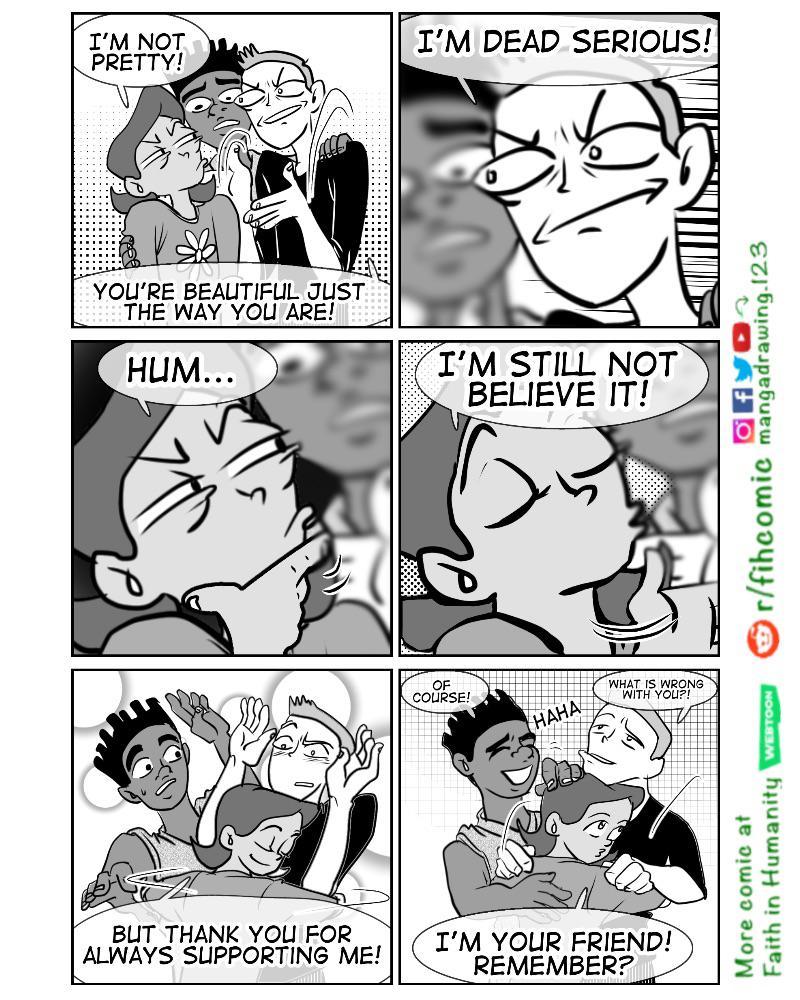 I'M NOT
PRETTY!
YOU'RE BEAUTIFUL JUST
THE WAY YOU ARE!
I'M DEAD SERIOUS!
HUM...
I'M STILL NOT
BELIEVE IT!
BUT THANK YOU FOR
ALWAYS SUPPORTING ME!
OF
COURSE!
HAHA
WHAT IS WRONG
WITH YOU?!
I'M YOUR FRIEND!
REMEMBER?
More comic at
Faith in Humanity WEBTOON
r/fihcomic mangadrawing.123